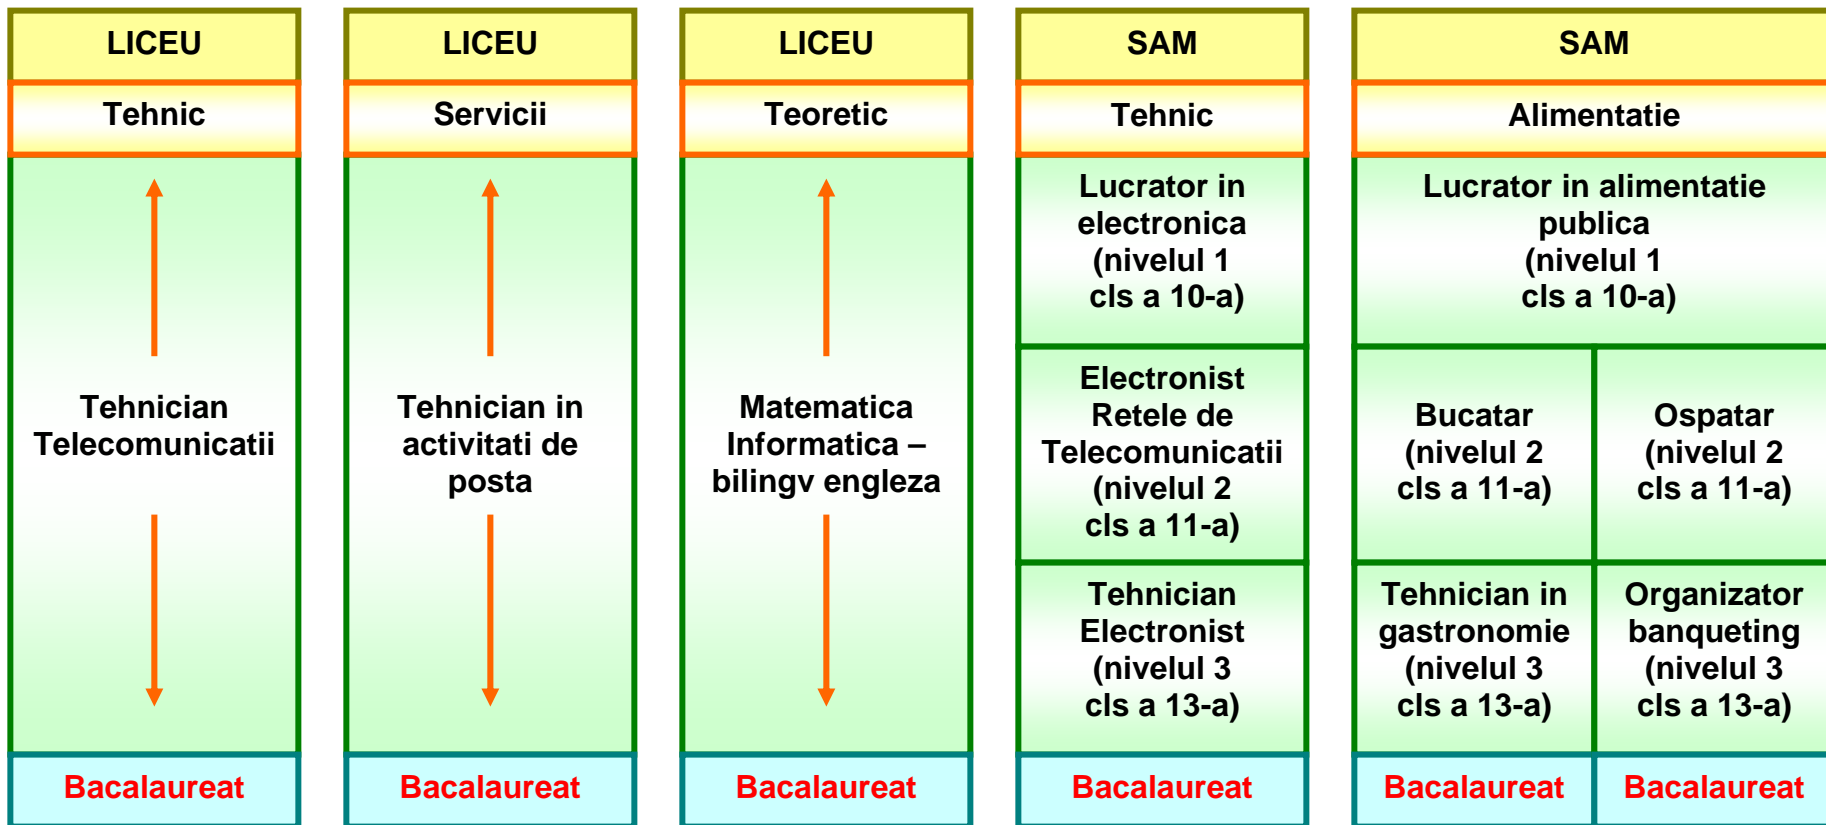 LICEU
Tehnic
Tehnician
Telecomunicatii
Bacalaureat
LICEU
Servicii
Tehnician in
activitati de
posta
Bacalaureat
LICEU
Teoretic
Matematica
Informatica –
bilingv engleza
Bacalaureat
SAM
Tehnic
Lucrator in
electronica
(nivelul 1
cls a 10-a)
Electronist
Retele de
Telecomunicatii
(nivelul 2
cls a 11-a)
Tehnician
Electronist
(nivelul 3
cls a 13-a)
Bacalaureat
SAM
Alimentatie
Lucrator in alimentatie
publica
(nivelul 1
cls a 10-a)
Bucatar
(nivelul 2
cls a 11-a)
Ospatar
(nivelul 2
cls a 11-a)
Tehnician in
gastronomie
(nivelul 3
cls a 13-a)
Organizator
banqueting
(nivelul 3
cls a 13-a)
Bacalaureat
Bacalaureat